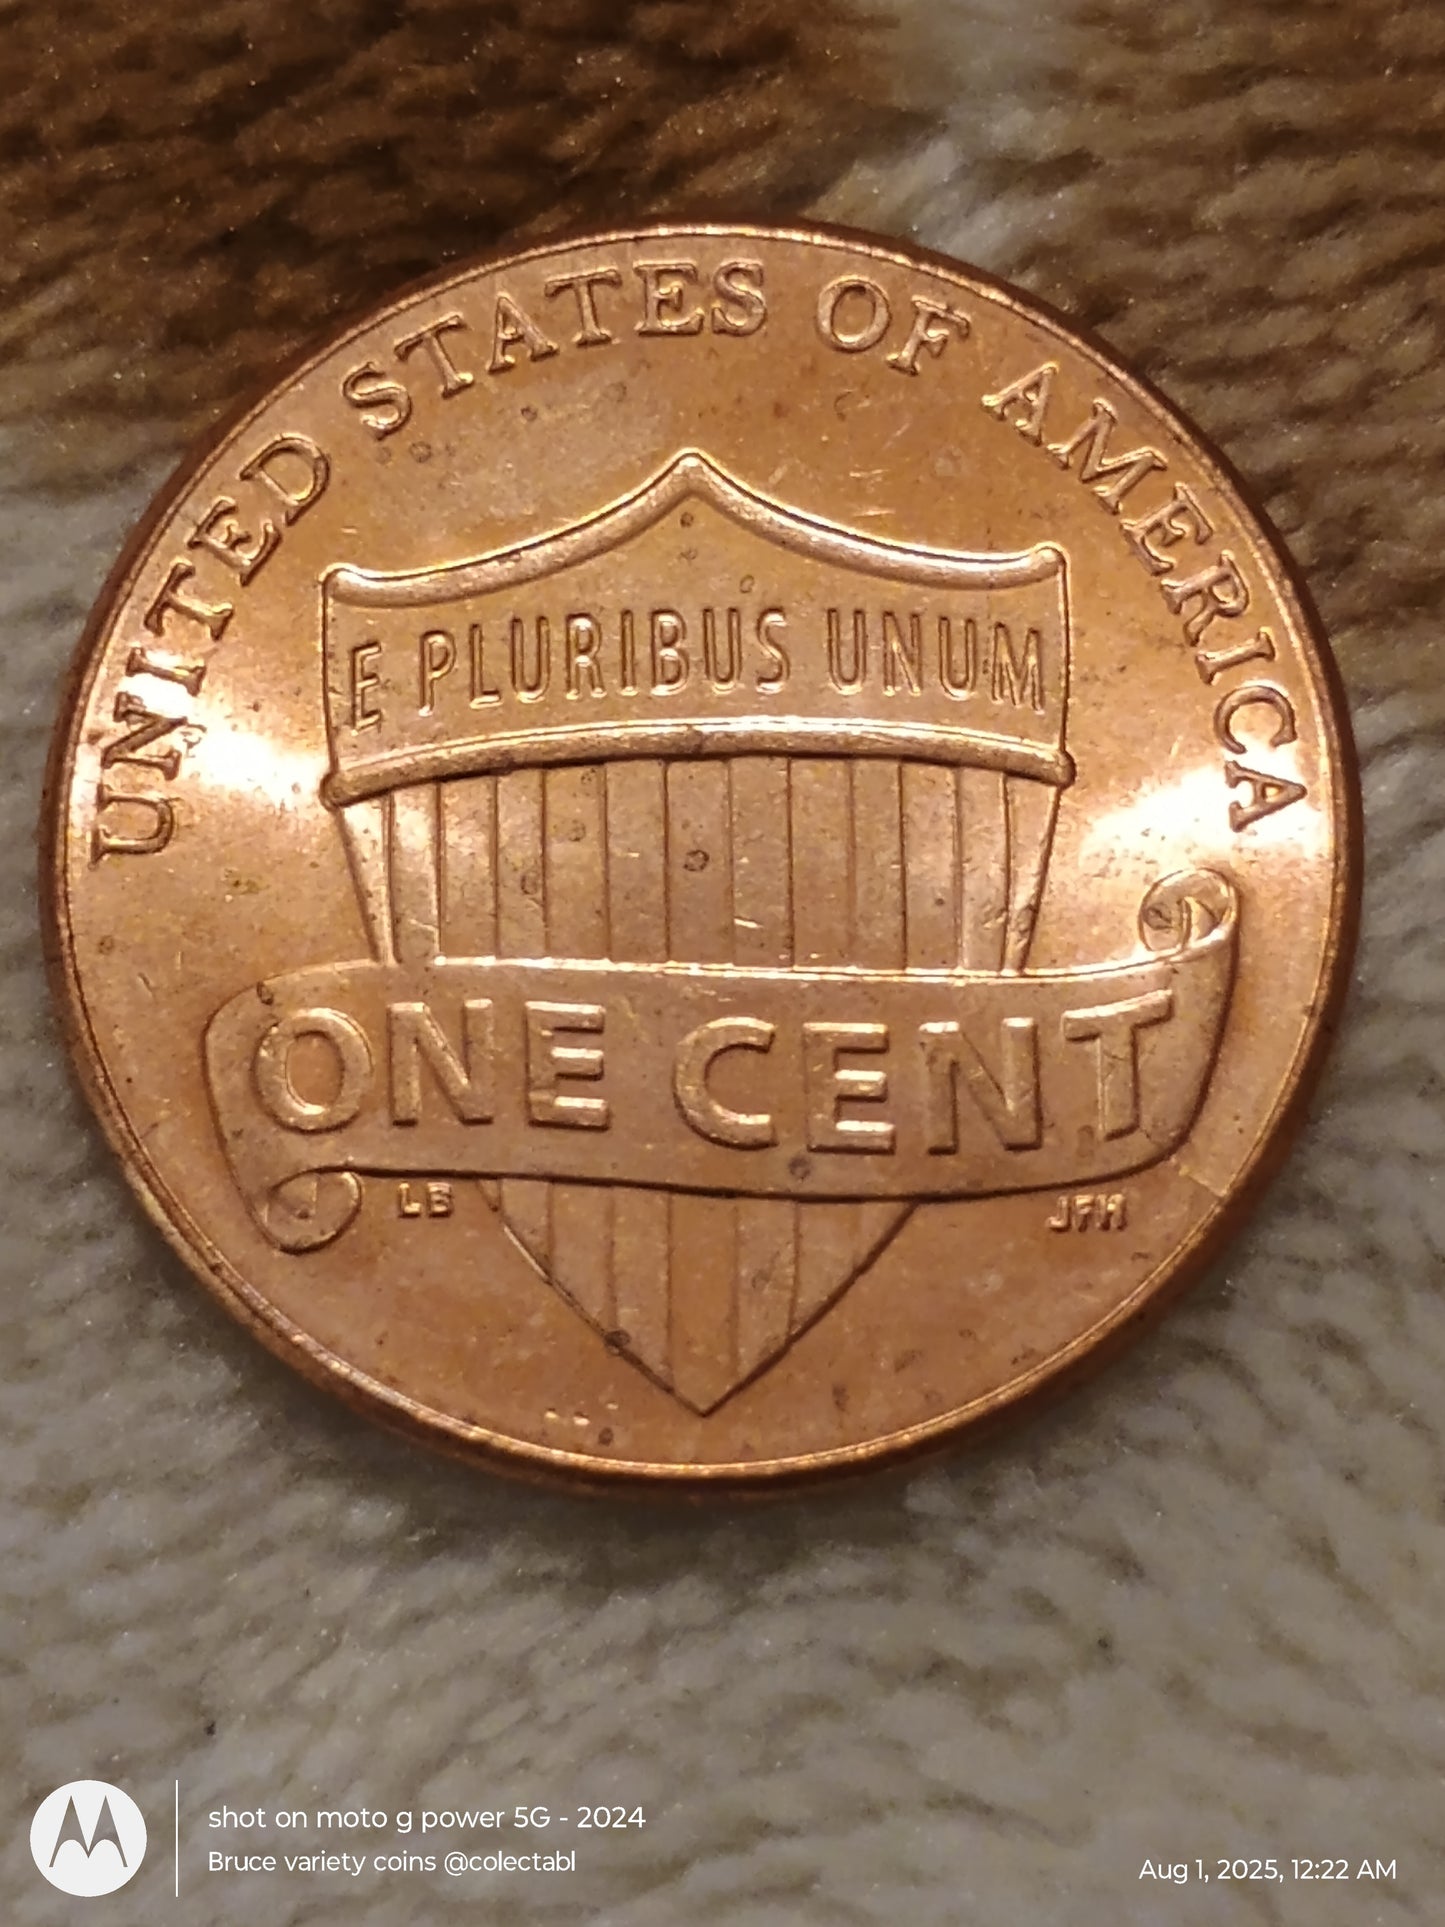 UNITED STATES OF AMERICA
E PLURIBUS UNUM
ONE CENT
LB
JFM
shot on moto g power 5G - 2024
Bruce variety coins @colectabl
Aug 1, 2025, 12:22 AM